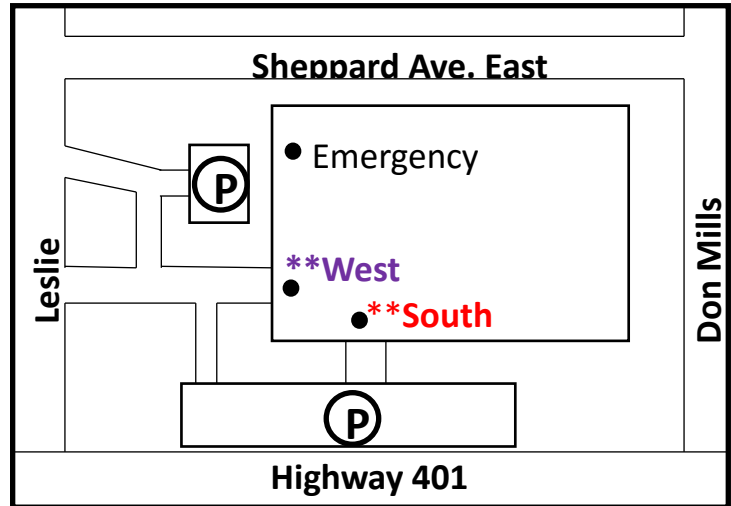 Sheppard Ave. East
P
Emergency
Leslie
**West
**South
Don Mills
P
Highway 401